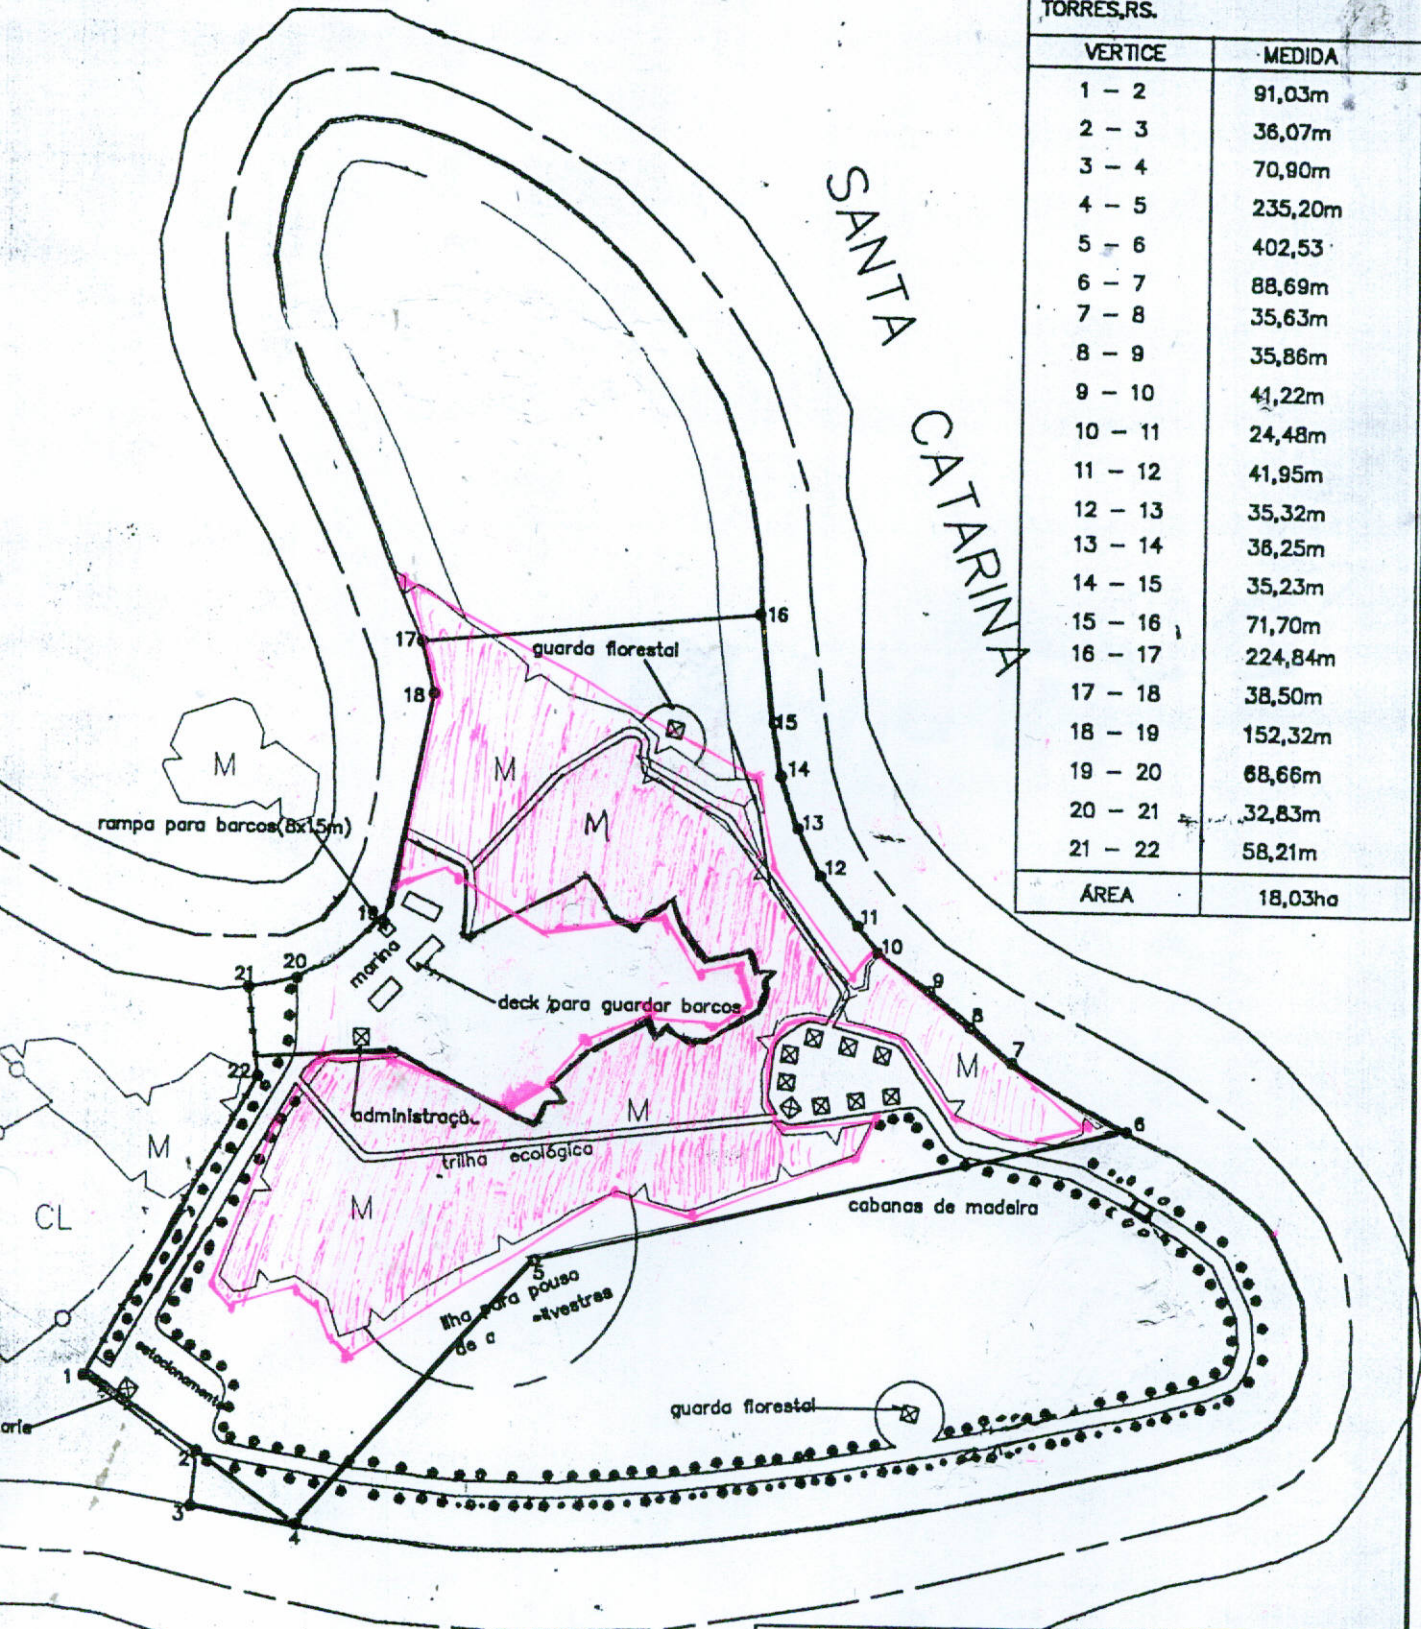 TORRES,RS.
VERTICE MEDIDA
1 - 2 91,03m
2 - 3 36,07m
3 - 4 70,90m
4 - 5 235,20m
5 - 6 402,53
6 - 7 88,69m
7 - 8 35,63m
8 - 9 35,86m
9 - 10 41,22m
10 - 11 24,48m
11 - 12 41,95m
12 - 13 35,32m
13 - 14 36,25m
14 - 15 35,23m
15 - 16 71,70m
16 - 17 224,84m
17 - 18 38,50m
18 - 19 152,32m
19 - 20 68,66m
20 - 21 32,83m
21 - 22 58,21m
ÁREA 18,03ha
SANTA
CATARINA
16
17
guarda florestal
18
15
14
M
M
M
rampa para barcos(8x15m)
13
12
19
11
10
marina
21
20
9
deck para guardar barcos
8
7
M
22
administração
M
6
M
trilha ecológica
M
CL
cabanas de madeira
5
ilha para pouso
de silvestres
1
estacionamento
guarda florestal
2
3
4